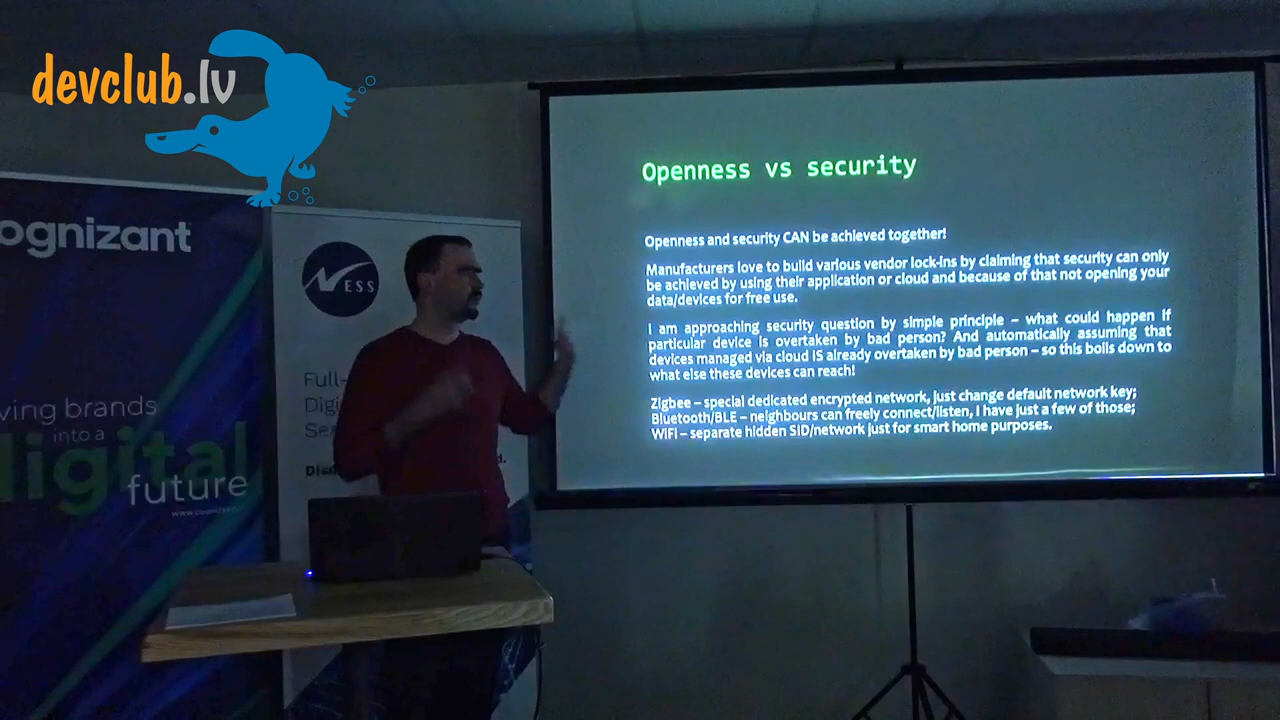 devclub.lv
ognizant
NESS
ving brands
into a
digital
future
Full-
Digi
Openness vs security
Openness and security CAN be achieved together!
Manufacturers love to build various vendor lock-ins by claiming that security can only
be achieved by using their application or cloud and because of that not opening your
data/devices for free use.
I am approaching security question by simple principle – what could happen if
particular device is overtaken by bad person? And automatically assuming that
devices managed via cloud IS already overtaken by bad person – so this boils down to
what else these devices can reach!
Zigbee – special dedicated encrypted network, just change default network key;
Bluetooth/BLE – neighbours can freely connect/listen, I have just a few of those;
WiFi – separate hidden SID/network just for smart home purposes.